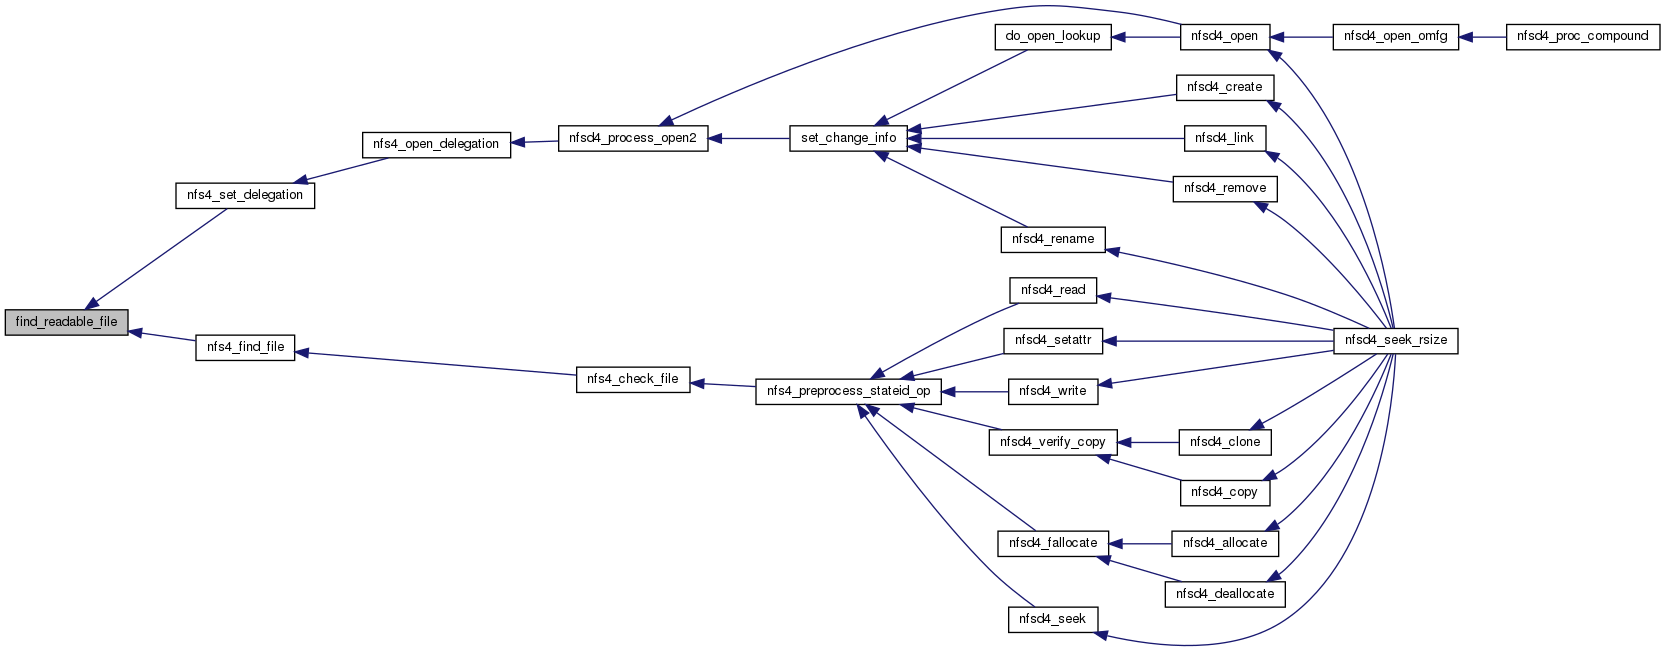 do_open_lookup
nfsd4_open
nfsd4_open_omfg
nfsd4_proc_compound
nfsd4_create
nfsd4_process_open2
set_change_info
nfsd4_link
nfs4_open_delegation
nfs4_set_delegation
nfsd4_remove
nfsd4_rename
nfsd4_read
find_readable_file
nfs4_find_file
nfsd4_setattr
nfsd4_seek_rsize
nfs4_check_file
nfs4_preprocess_stateid_op
nfsd4_write
nfsd4_verify_copy
nfsd4_clone
nfsd4_copy
nfsd4_fallocate
nfsd4_allocate
nfsd4_deallocate
nfsd4_seek